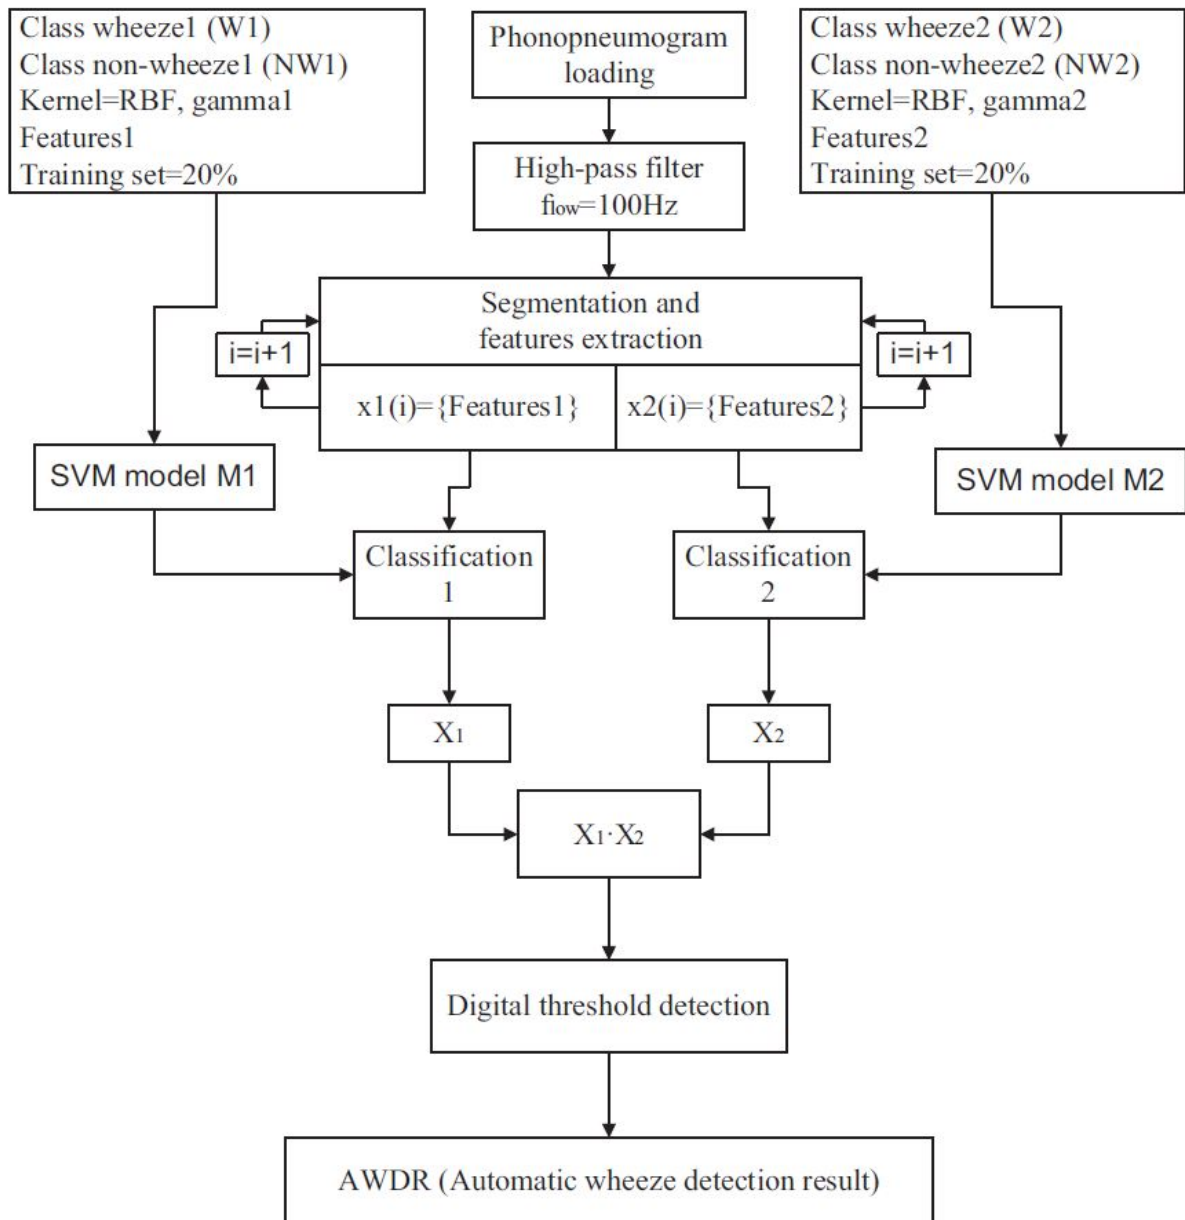 Class wheeze1 (W1)
Class non-wheeze1 (NW1)
Kernel=RBF, gamma1
Features1
Training set=20%
Phonopneumogram
loading
Class wheeze2 (W2)
Class non-wheeze2 (NW2)
Kernel=RBF, gamma2
Features2
Training set=20%
High-pass filter
flow=100Hz
Segmentation and
features extraction
i=i+1
i=i+1
x1(i)={Features1}
x2(i)={Features2}
SVM model M1
SVM model M2
Classification
1
Classification
2
X1
X2
X1·X2
Digital threshold detection
AWDR (Automatic wheeze detection result)